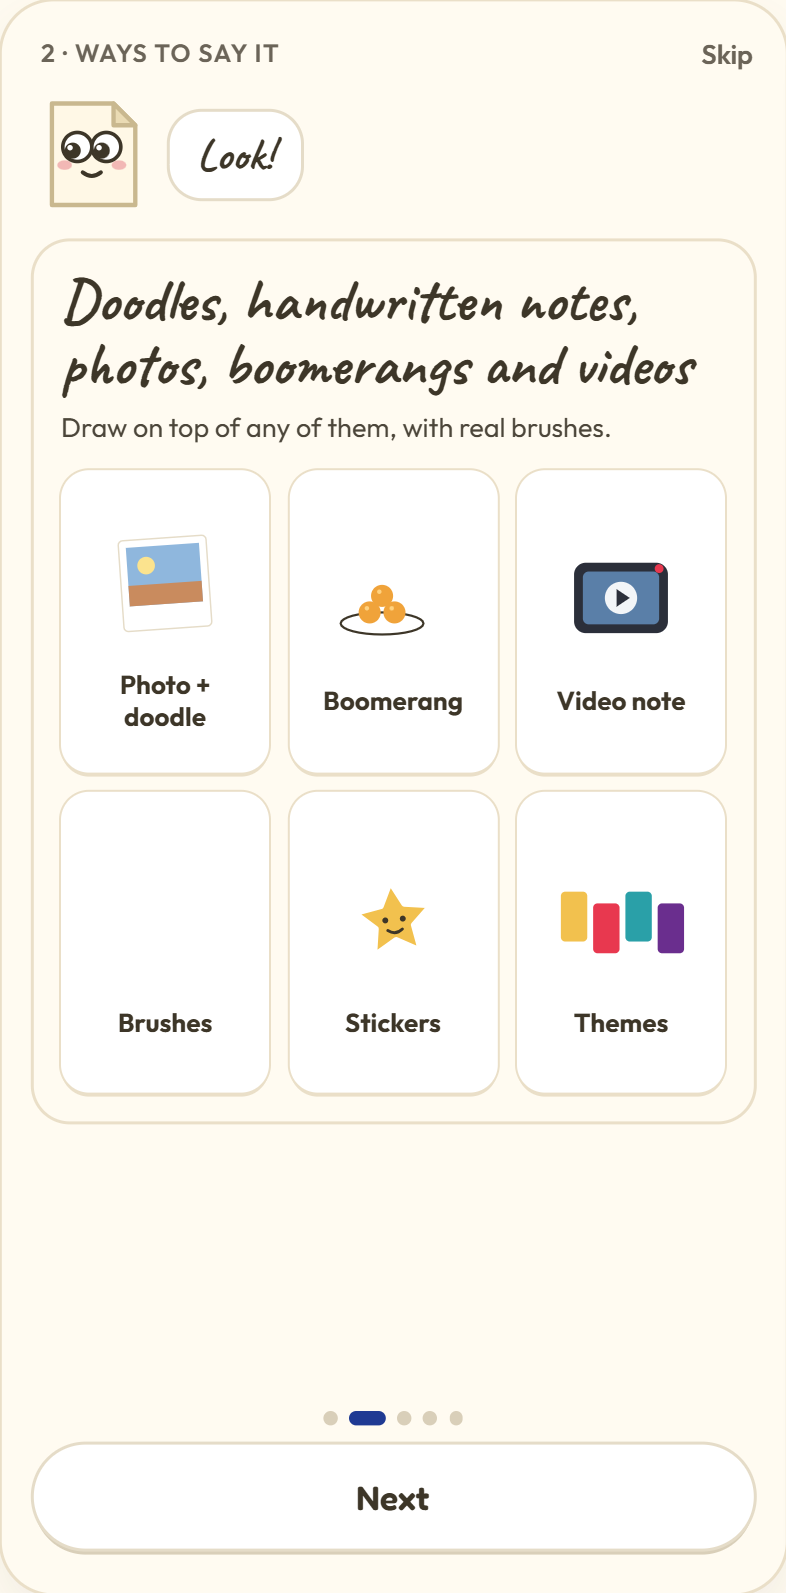 2 · WAYS TO SAY IT
Skip
Look!
Doodles, handwritten notes,
photos, boomerangs and videos
Draw on top of any of them, with real brushes.
Photo +
doodle
Boomerang
Video note
Brushes
Stickers
Themes
Next